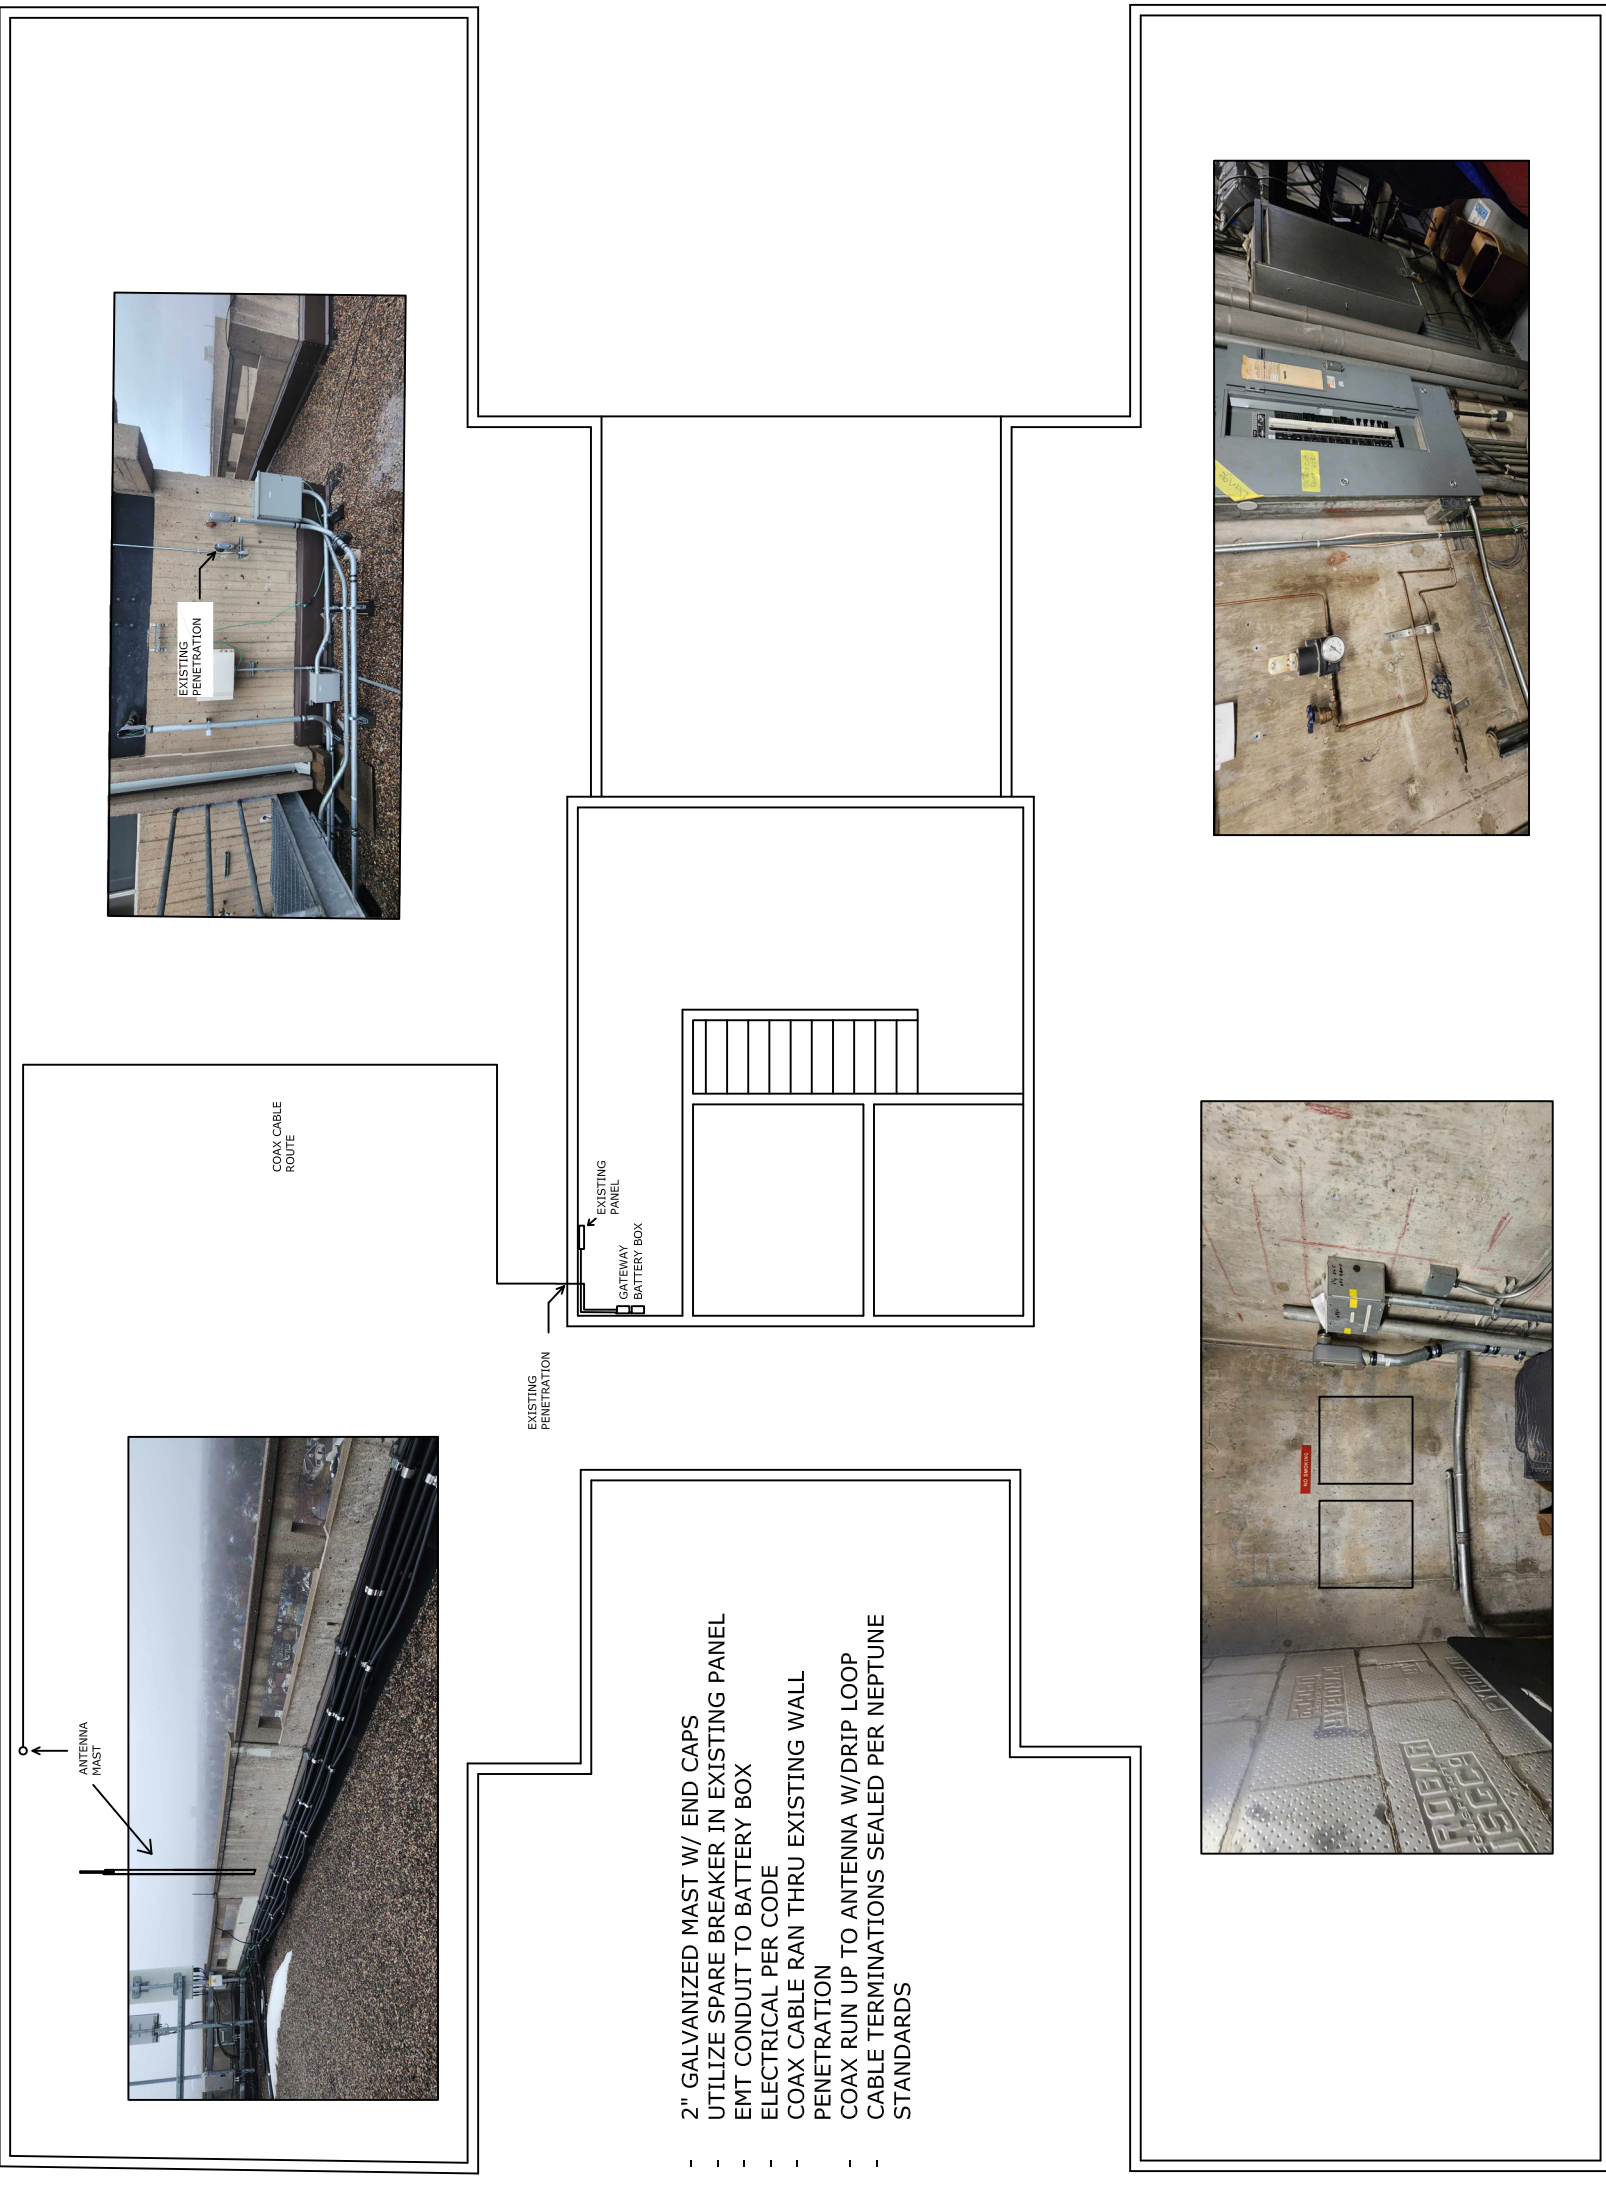 EXISTING
PENETRATION
COAX CABLE
ROUTE
EXISTING
PANEL
GATEWAY
BATTERY BOX
EXISTING
PENETRATION
ANTENNA
MAST
- 2" GALVANIZED MAST W/ END CAPS
- UTILIZE SPARE BREAKER IN EXISTING PANEL
- EMT CONDUIT TO BATTERY BOX
- ELECTRICAL PER CODE
- COAX CABLE RAN THRU EXISTING WALL
PENETRATION
- COAX RUN UP TO ANTENNA W/DRIP LOOP
- CABLE TERMINATIONS SEALED PER NEPTUNE
STANDARDS
NO SMOKING
PYROBAR